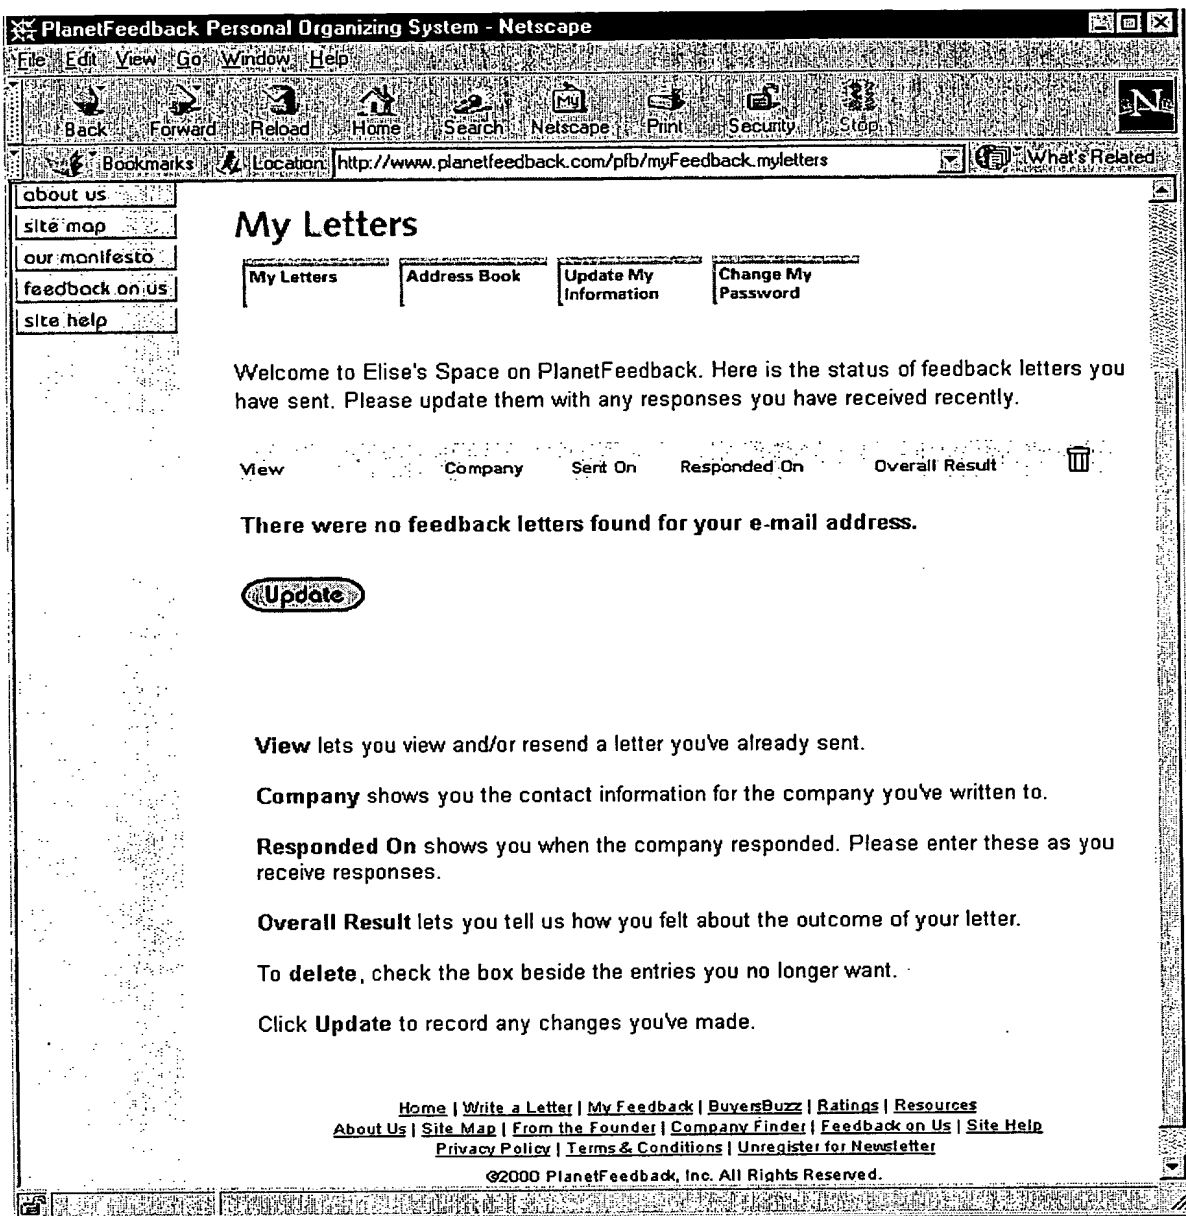 PlanetFeedback Personal Organizing System - Netscape
File Edit View Go Window Help
Back Forward Reload Home Search Netscape Print Security Stop
My
N
Bookmarks Location: http://www.planetfeedback.com/pfb/myFeedback.myletters What's Related
about us
site map
our manifesto
feedback on us
site help
My Letters
My Letters Address Book Update My Information Change My Password
Welcome to Elise's Space on PlanetFeedback. Here is the status of feedback letters you
have sent. Please update them with any responses you have received recently.
View Company Sent On Responded On Overall Result
There were no feedback letters found for your e-mail address.
Update
View lets you view and/or resend a letter you've already sent.
Company shows you the contact information for the company you've written to.
Responded On shows you when the company responded. Please enter these as you
receive responses.
Overall Result lets you tell us how you felt about the outcome of your letter.
To delete, check the box beside the entries you no longer want.
Click Update to record any changes you've made.
Home | Write a Letter | My Feedback | BuyersBuzz | Ratings | Resources
About Us | Site Map | From the Founder | Company Finder | Feedback on Us | Site Help
Privacy Policy | Terms & Conditions | Unregister for Newsletter
©2000 PlanetFeedback, Inc. All Rights Reserved.